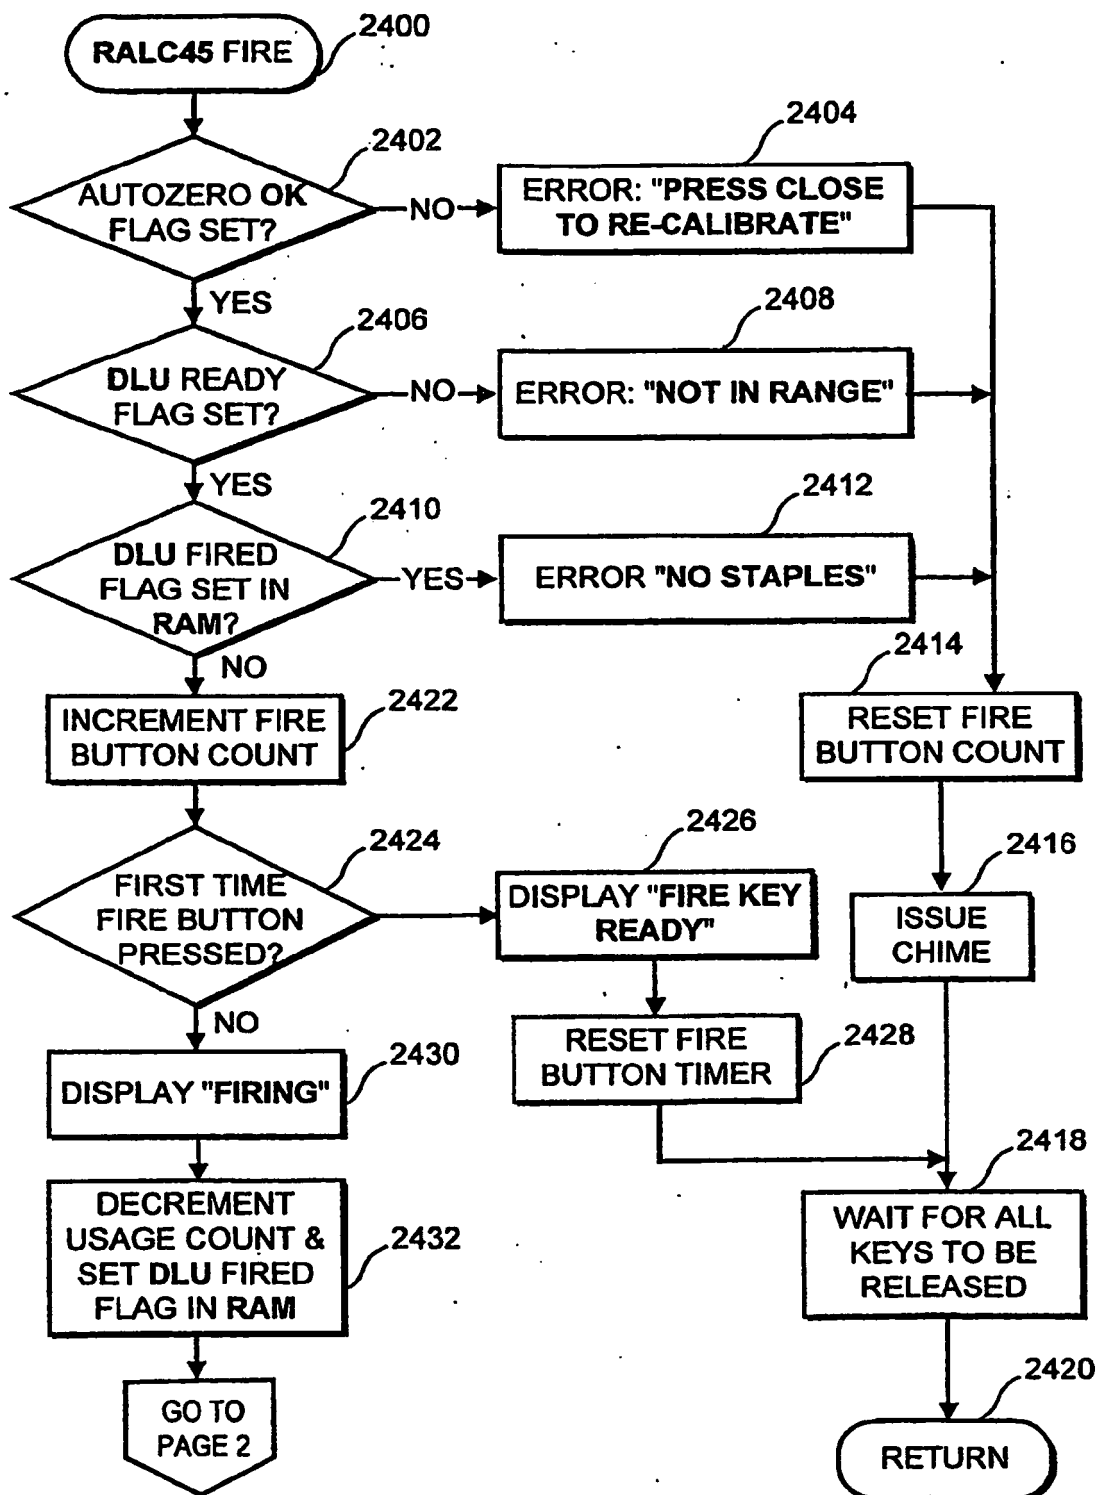 2400
RALC45 FIRE
2402
2404
AUTOZERO OK
FLAG SET?
NO
ERROR: "PRESS CLOSE
TO RE-CALIBRATE"
YES
2406
2408
DLU READY
FLAG SET?
NO
ERROR: "NOT IN RANGE"
YES
2410
2412
DLU FIRED
FLAG SET IN
RAM?
YES
ERROR "NO STAPLES"
NO
2414
INCREMENT FIRE
BUTTON COUNT
2422
RESET FIRE
BUTTON COUNT
2424
2426
2416
FIRST TIME
FIRE BUTTON
PRESSED?
DISPLAY "FIRE KEY
READY"
ISSUE
CHIME
NO
RESET FIRE
BUTTON TIMER
2428
2430
DISPLAY "FIRING"
2418
DECREMENT
USAGE COUNT &
SET DLU FIRED
FLAG IN RAM
2432
WAIT FOR ALL
KEYS TO BE
RELEASED
2420
GO TO
PAGE 2
RETURN